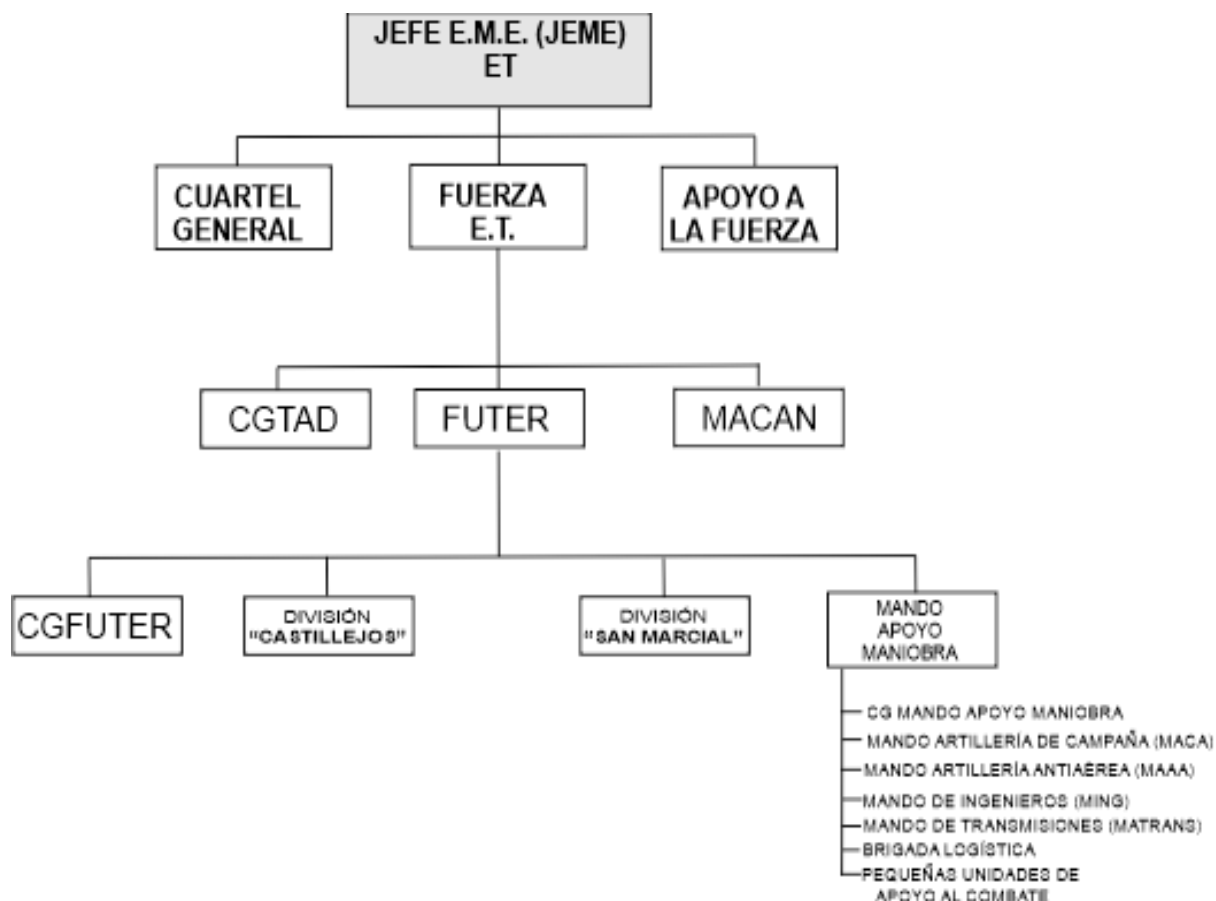 JEFE E.M.E. (JEME)
ET
CUARTEL
GENERAL
FUERZA
E.T.
APOYO A
LA FUERZA
CGTAD
FUTER
MACAN
CGFUTER
DIVISIÓN
"CASTILLEJOS"
DIVISIÓN
"SAN MARCIAL"
MANDO
APOYO
MANIOBRA
CG MANDO APOYO MANIOBRA
MANDO ARTILLERÍA DE CAMPAÑA (MACA)
MANDO ARTILLERÍA ANTIAÉREA (MAAA)
MANDO DE INGENIEROS (MING)
MANDO DE TRANSMISIONES (MATRANS)
BRIGADA LOGÍSTICA
PEQUEÑAS UNIDADES DE
APOYO AL COMBATE